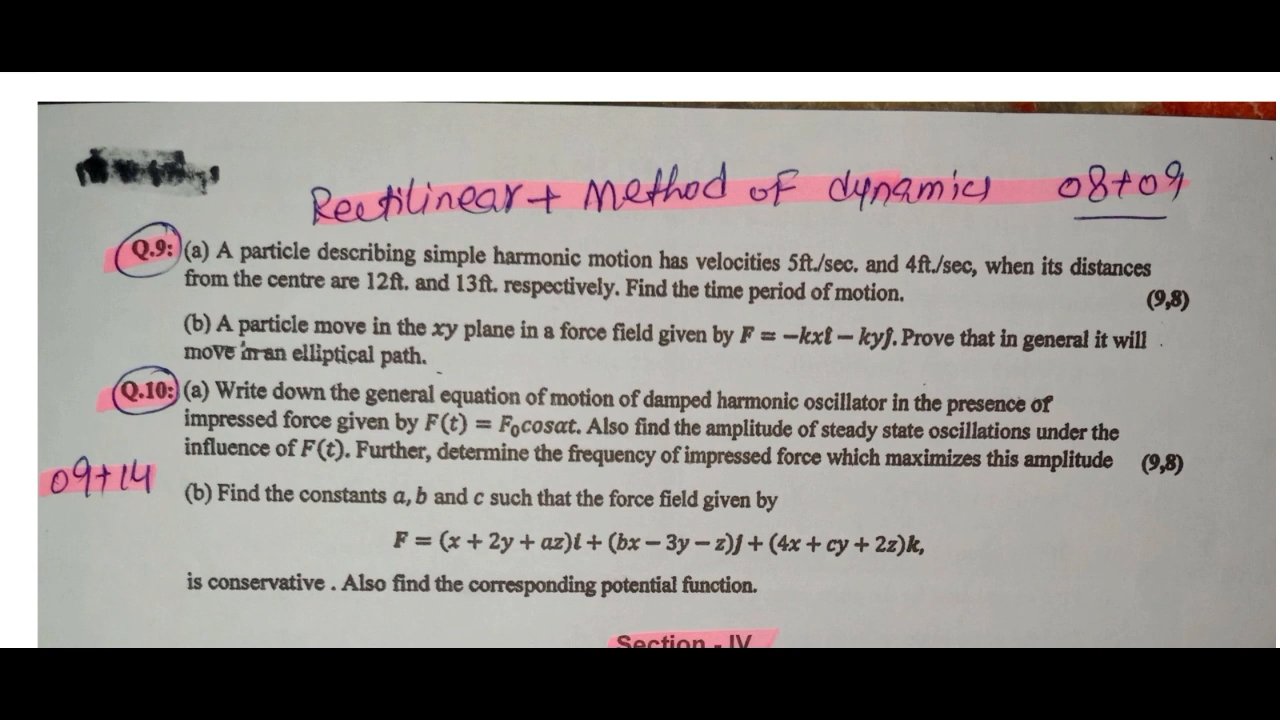 Rectilinear + Method of dynamics 08+09
Q.9: (a) A particle describing simple harmonic motion has velocities 5ft./sec. and 4ft./sec, when its distances
from the centre are 12ft. and 13ft. respectively. Find the time period of motion. (9,8)
(b) A particle move in the xy plane in a force field given by F = −kxî − kyĵ. Prove that in general it will
move in an elliptical path.
Q.10: (a) Write down the general equation of motion of damped harmonic oscillator in the presence of
impressed force given by F(t) = F₀cosαt. Also find the amplitude of steady state oscillations under the
influence of F(t). Further, determine the frequency of impressed force which maximizes this amplitude (9,8)
09+14
(b) Find the constants a, b and c such that the force field given by
F = (x + 2y + az)i + (bx − 3y − z)j + (4x + cy + 2z)k,
is conservative . Also find the corresponding potential function.
Section - IV